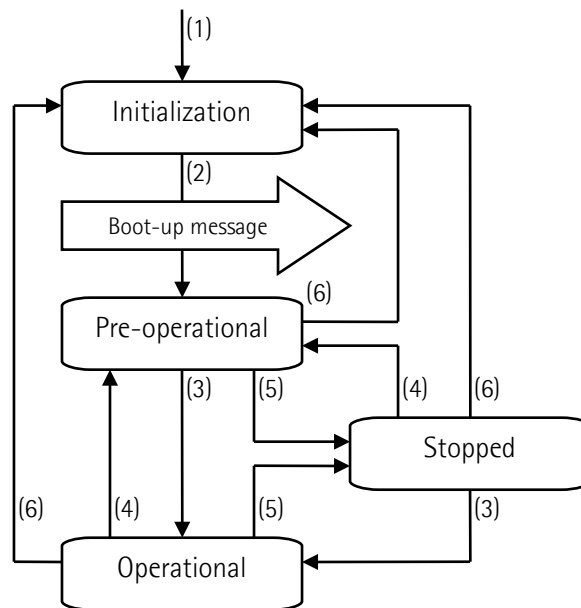 (1)
Initialization
(2)
Boot-up message
(6)
Pre-operational
(3)
(5)
(4)
(6)
Stopped
(6)
(4)
(5)
(3)
Operational